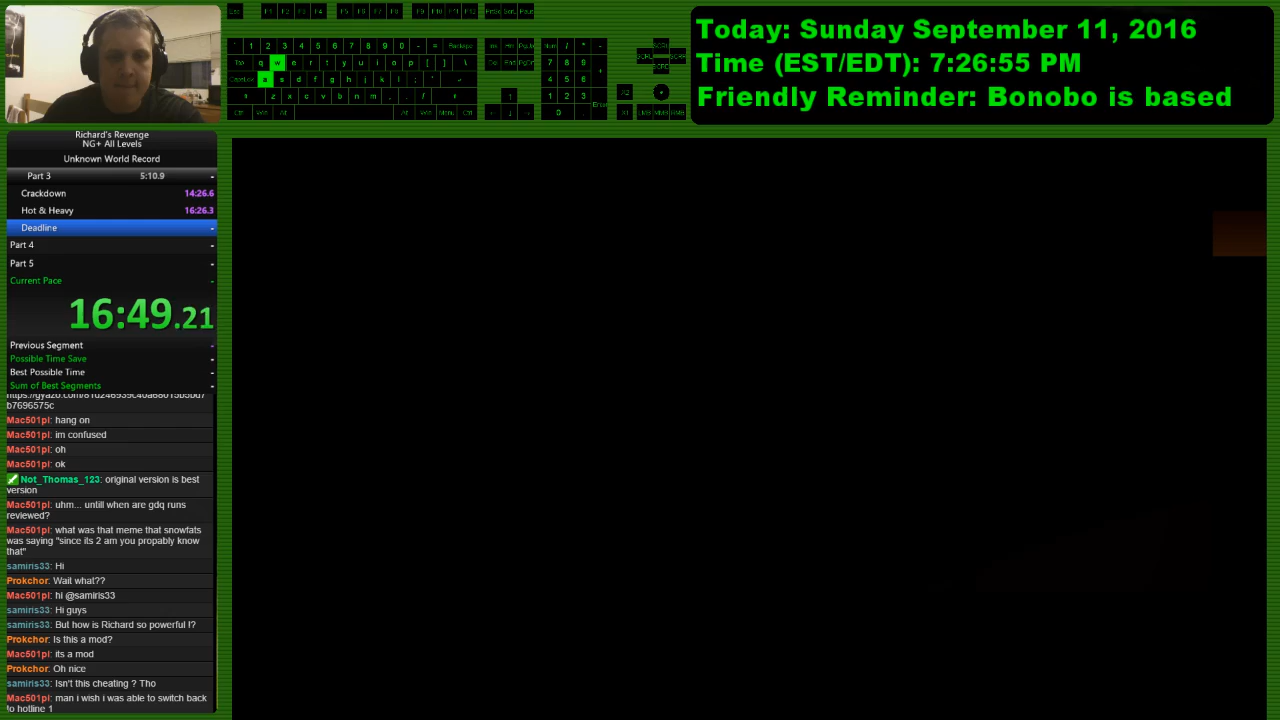 Today: Sunday September 11, 2016
Time (EST/EDT): 7:26:55 PM
Friendly Reminder: Bonobo is based
Richard's Revenge
NG+ All Levels
Unknown World Record
Part 3 5:10.9 -
Crackdown 14:26.6
Hot & Heavy 16:26.3
Deadline -
Part 4 -
Part 5 -
Current Pace -
16:49.21
Previous Segment -
Possible Time Save -
Best Possible Time -
Sum of Best Segments -
b7696575c
Mac501pl: hang on
Mac501pl: im confused
Mac501pl: oh
Mac501pl: ok
Not_Thomas_123: original version is best
version
Mac501pl: uhm... untill when are gdq runs
reviewed?
Mac501pl: what was that meme that snowfats
was saying "since its 2 am you propably know
that"
samiris33: Hi
Prokchor: Wait what??
Mac501pl: hi @samiris33
samiris33: Hi guys
samiris33: But how is Richard so powerful !?
Prokchor: Is this a mod?
Mac501pl: its a mod
Prokchor: Oh nice
samiris33: Isn't this cheating ? Tho
Mac501pl: man i wish i was able to switch back
to hotline 1